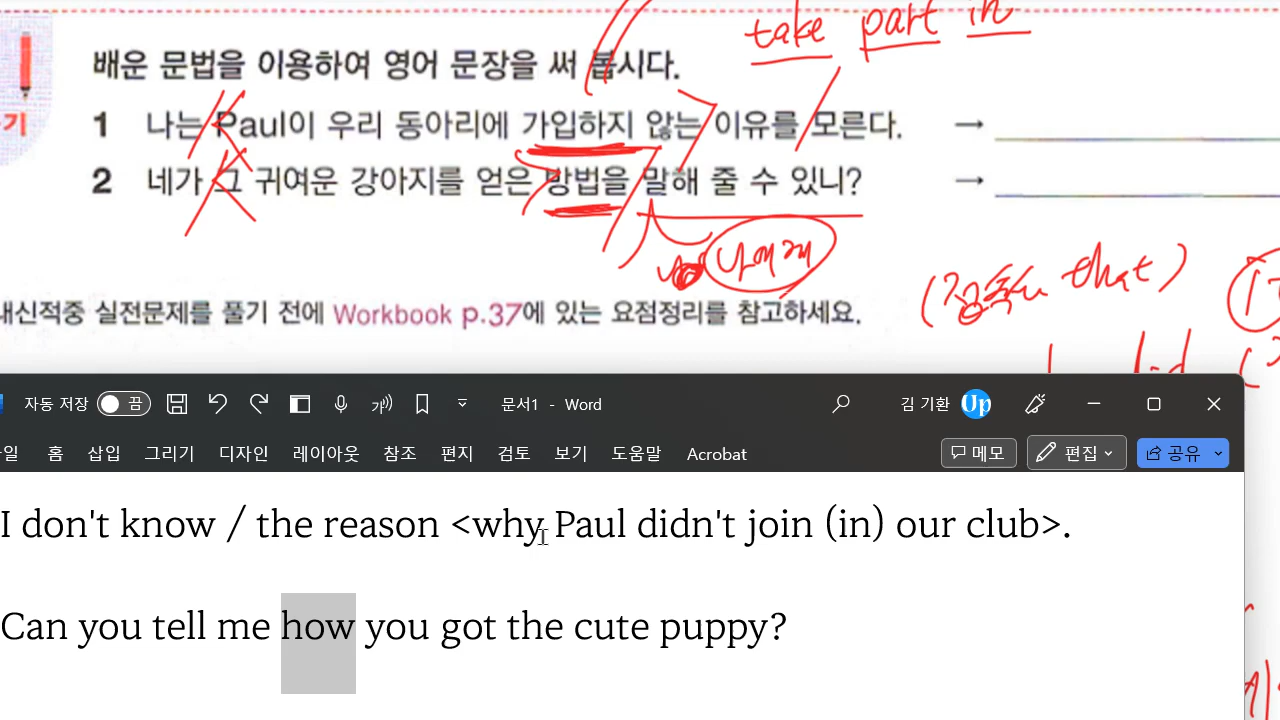 take part in
배운 문법을 이용하여 영어 문장을 써 봅시다.
기
1 나는 Paul이 우리 동아리에 가입하지 않는 이유를 모른다. →
2 네가 그 귀여운 강아지를 얻은 방법을 말해 줄 수 있니? →
나에게
(접속사 that)
내신적중 실전문제를 풀기 전에 Workbook p.37에 있는 요점정리를 참고하세요.
자동 저장 끔 가)) 문서1 - Word 김 기환 Up
일 홈 삽입 그리기 디자인 레이아웃 참조 편지 검토 보기 도움말 Acrobat 메모 편집 공유
I don't know / the reason <why Paul didn't join (in) our club>.
Can you tell me how you got the cute puppy?